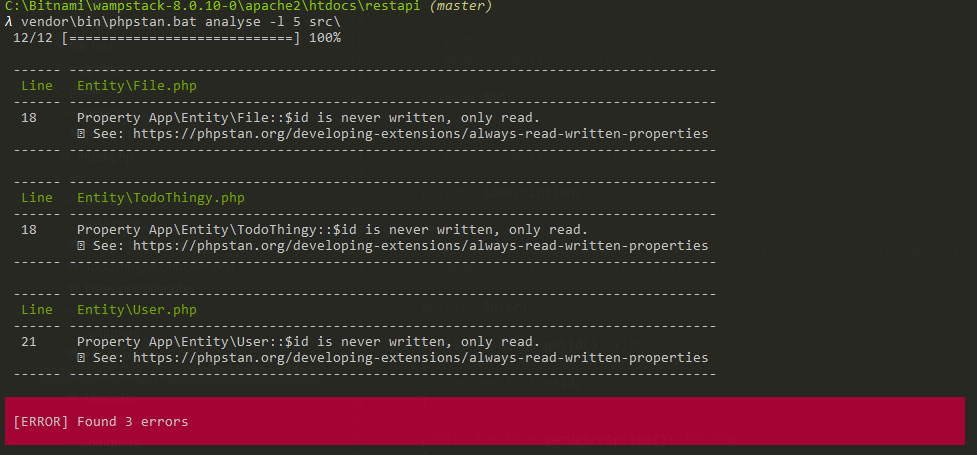 C:\Bitnami\wampstack-8.0.10-0\apache2\htdocs\restapi (master)
λ vendor\bin\phpstan.bat analyse -l 5 src\
12/12 [============================] 100%
------ --------------------------------------------------------------------------------
Line Entity\File.php
------ --------------------------------------------------------------------------------
18 Property App\Entity\File::$id is never written, only read.
See: https://phpstan.org/developing-extensions/always-read-written-properties
------ --------------------------------------------------------------------------------
------ --------------------------------------------------------------------------------
Line Entity\TodoThingy.php
------ --------------------------------------------------------------------------------
18 Property App\Entity\TodoThingy::$id is never written, only read.
See: https://phpstan.org/developing-extensions/always-read-written-properties
------ --------------------------------------------------------------------------------
------ --------------------------------------------------------------------------------
Line Entity\User.php
------ --------------------------------------------------------------------------------
21 Property App\Entity\User::$id is never written, only read.
See: https://phpstan.org/developing-extensions/always-read-written-properties
------ --------------------------------------------------------------------------------
[ERROR] Found 3 errors